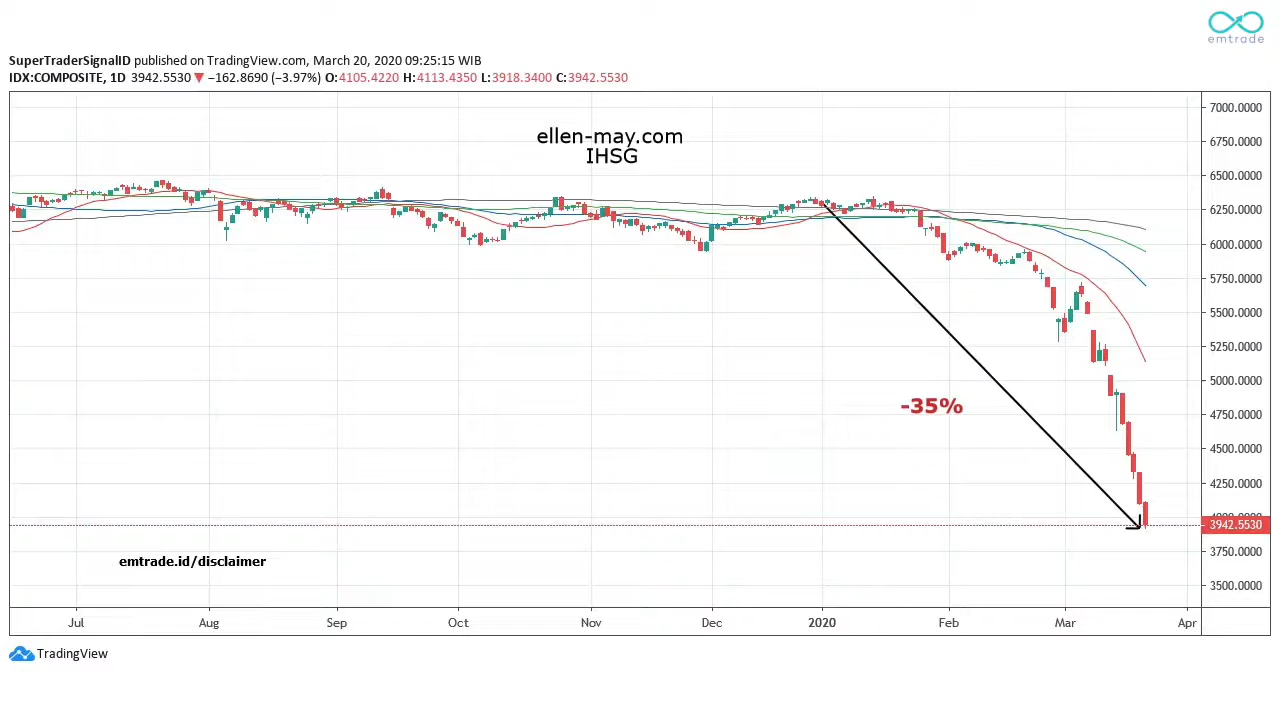 emtrade
SuperTraderSignalID published on TradingView.com, March 20, 2020 09:25:15 WIB
IDX:COMPOSITE, 1D 3942.5530 ▼ −162.8690 (−3.97%) O:4105.4220 H:4113.4350 L:3918.3400 C:3942.5530
ellen-may.com
IHSG
7000.0000
6750.0000
6500.0000
6250.0000
6000.0000
5750.0000
5500.0000
5250.0000
5000.0000
-35%
4750.0000
4500.0000
4250.0000
3942.5530
3750.0000
emtrade.id/disclaimer
3500.0000
Jul Aug Sep Oct Nov Dec 2020 Feb Mar Apr
TradingView